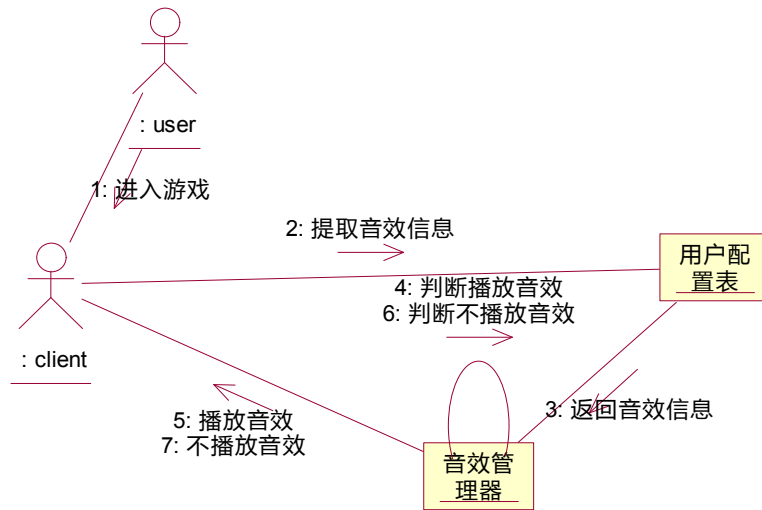 : user
1: 进入游戏
2: 提取音效信息
用户配
置表
4: 判断播放音效
6: 判断不播放音效
: client
3: 返回音效信息
5: 播放音效
7: 不播放音效
音效管
理器